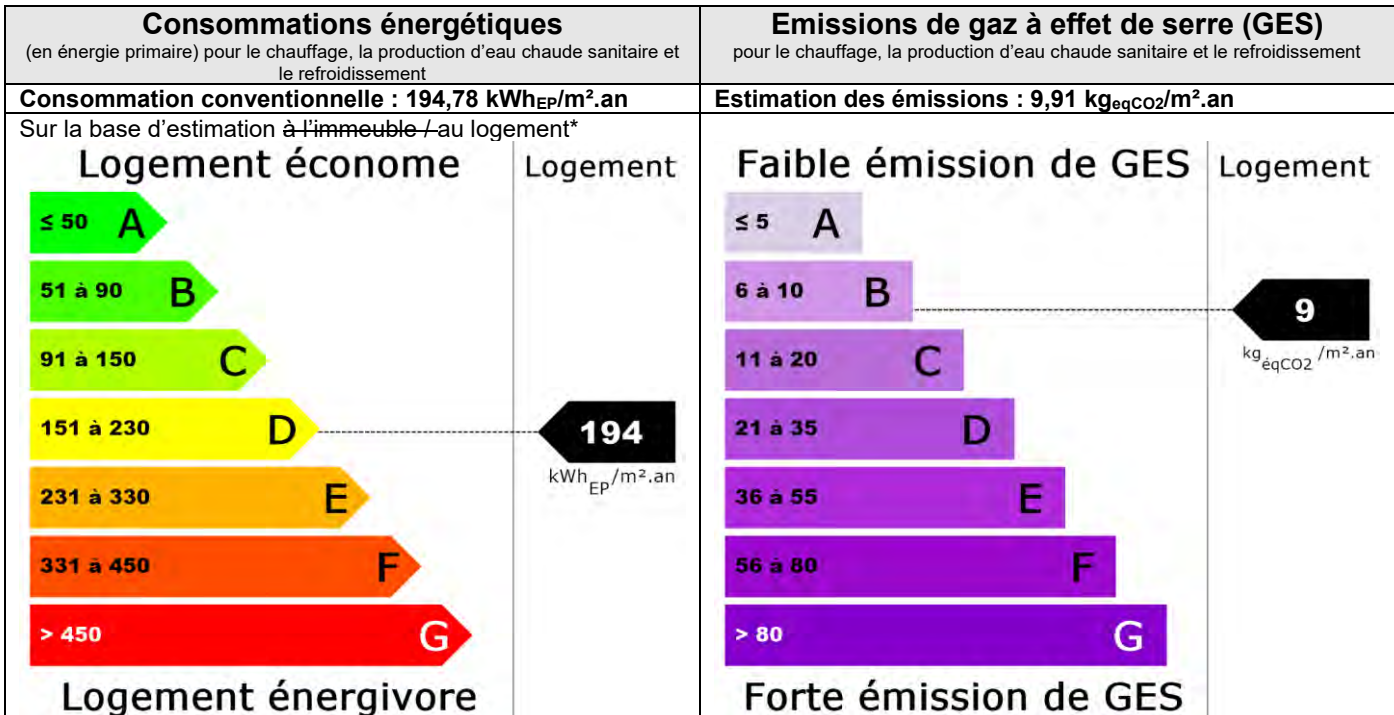 Consommations énergétiques
(en énergie primaire) pour le chauffage, la production d'eau chaude sanitaire et
le refroidissement
Consommation conventionnelle : 194,78 kWhEP/m².an
Sur la base d'estimation à l'immeuble / au logement*
Logement économe
Logement
≤ 50 A
51 à 90 B
91 à 150 C
151 à 230 D
194
kWhEP/m².an
231 à 330 E
331 à 450 F
> 450 G
Logement énergivore
Emissions de gaz à effet de serre (GES)
pour le chauffage, la production d'eau chaude sanitaire et le refroidissement
Estimation des émissions : 9,91 kgeqCO2/m².an
Faible émission de GES
Logement
≤ 5 A
6 à 10 B
9
kgéqCO2/m².an
11 à 20 C
21 à 35 D
36 à 55 E
56 à 80 F
> 80 G
Forte émission de GES